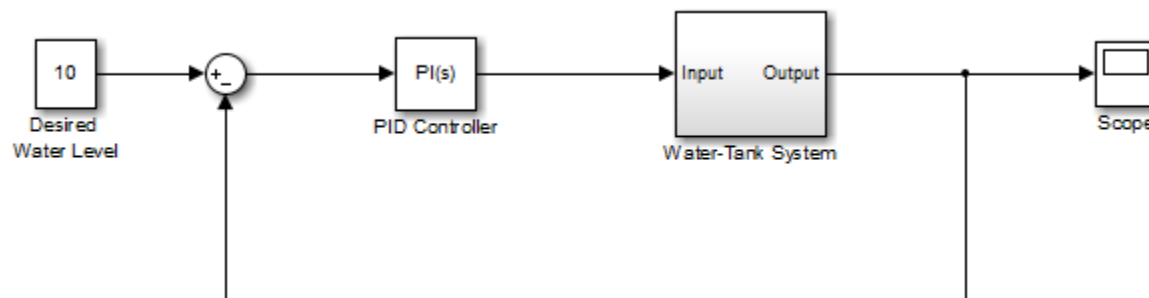 10
+
−
PI(s)
Input
Output
Desired
Water Level
PID Controller
Water-Tank System
Scope